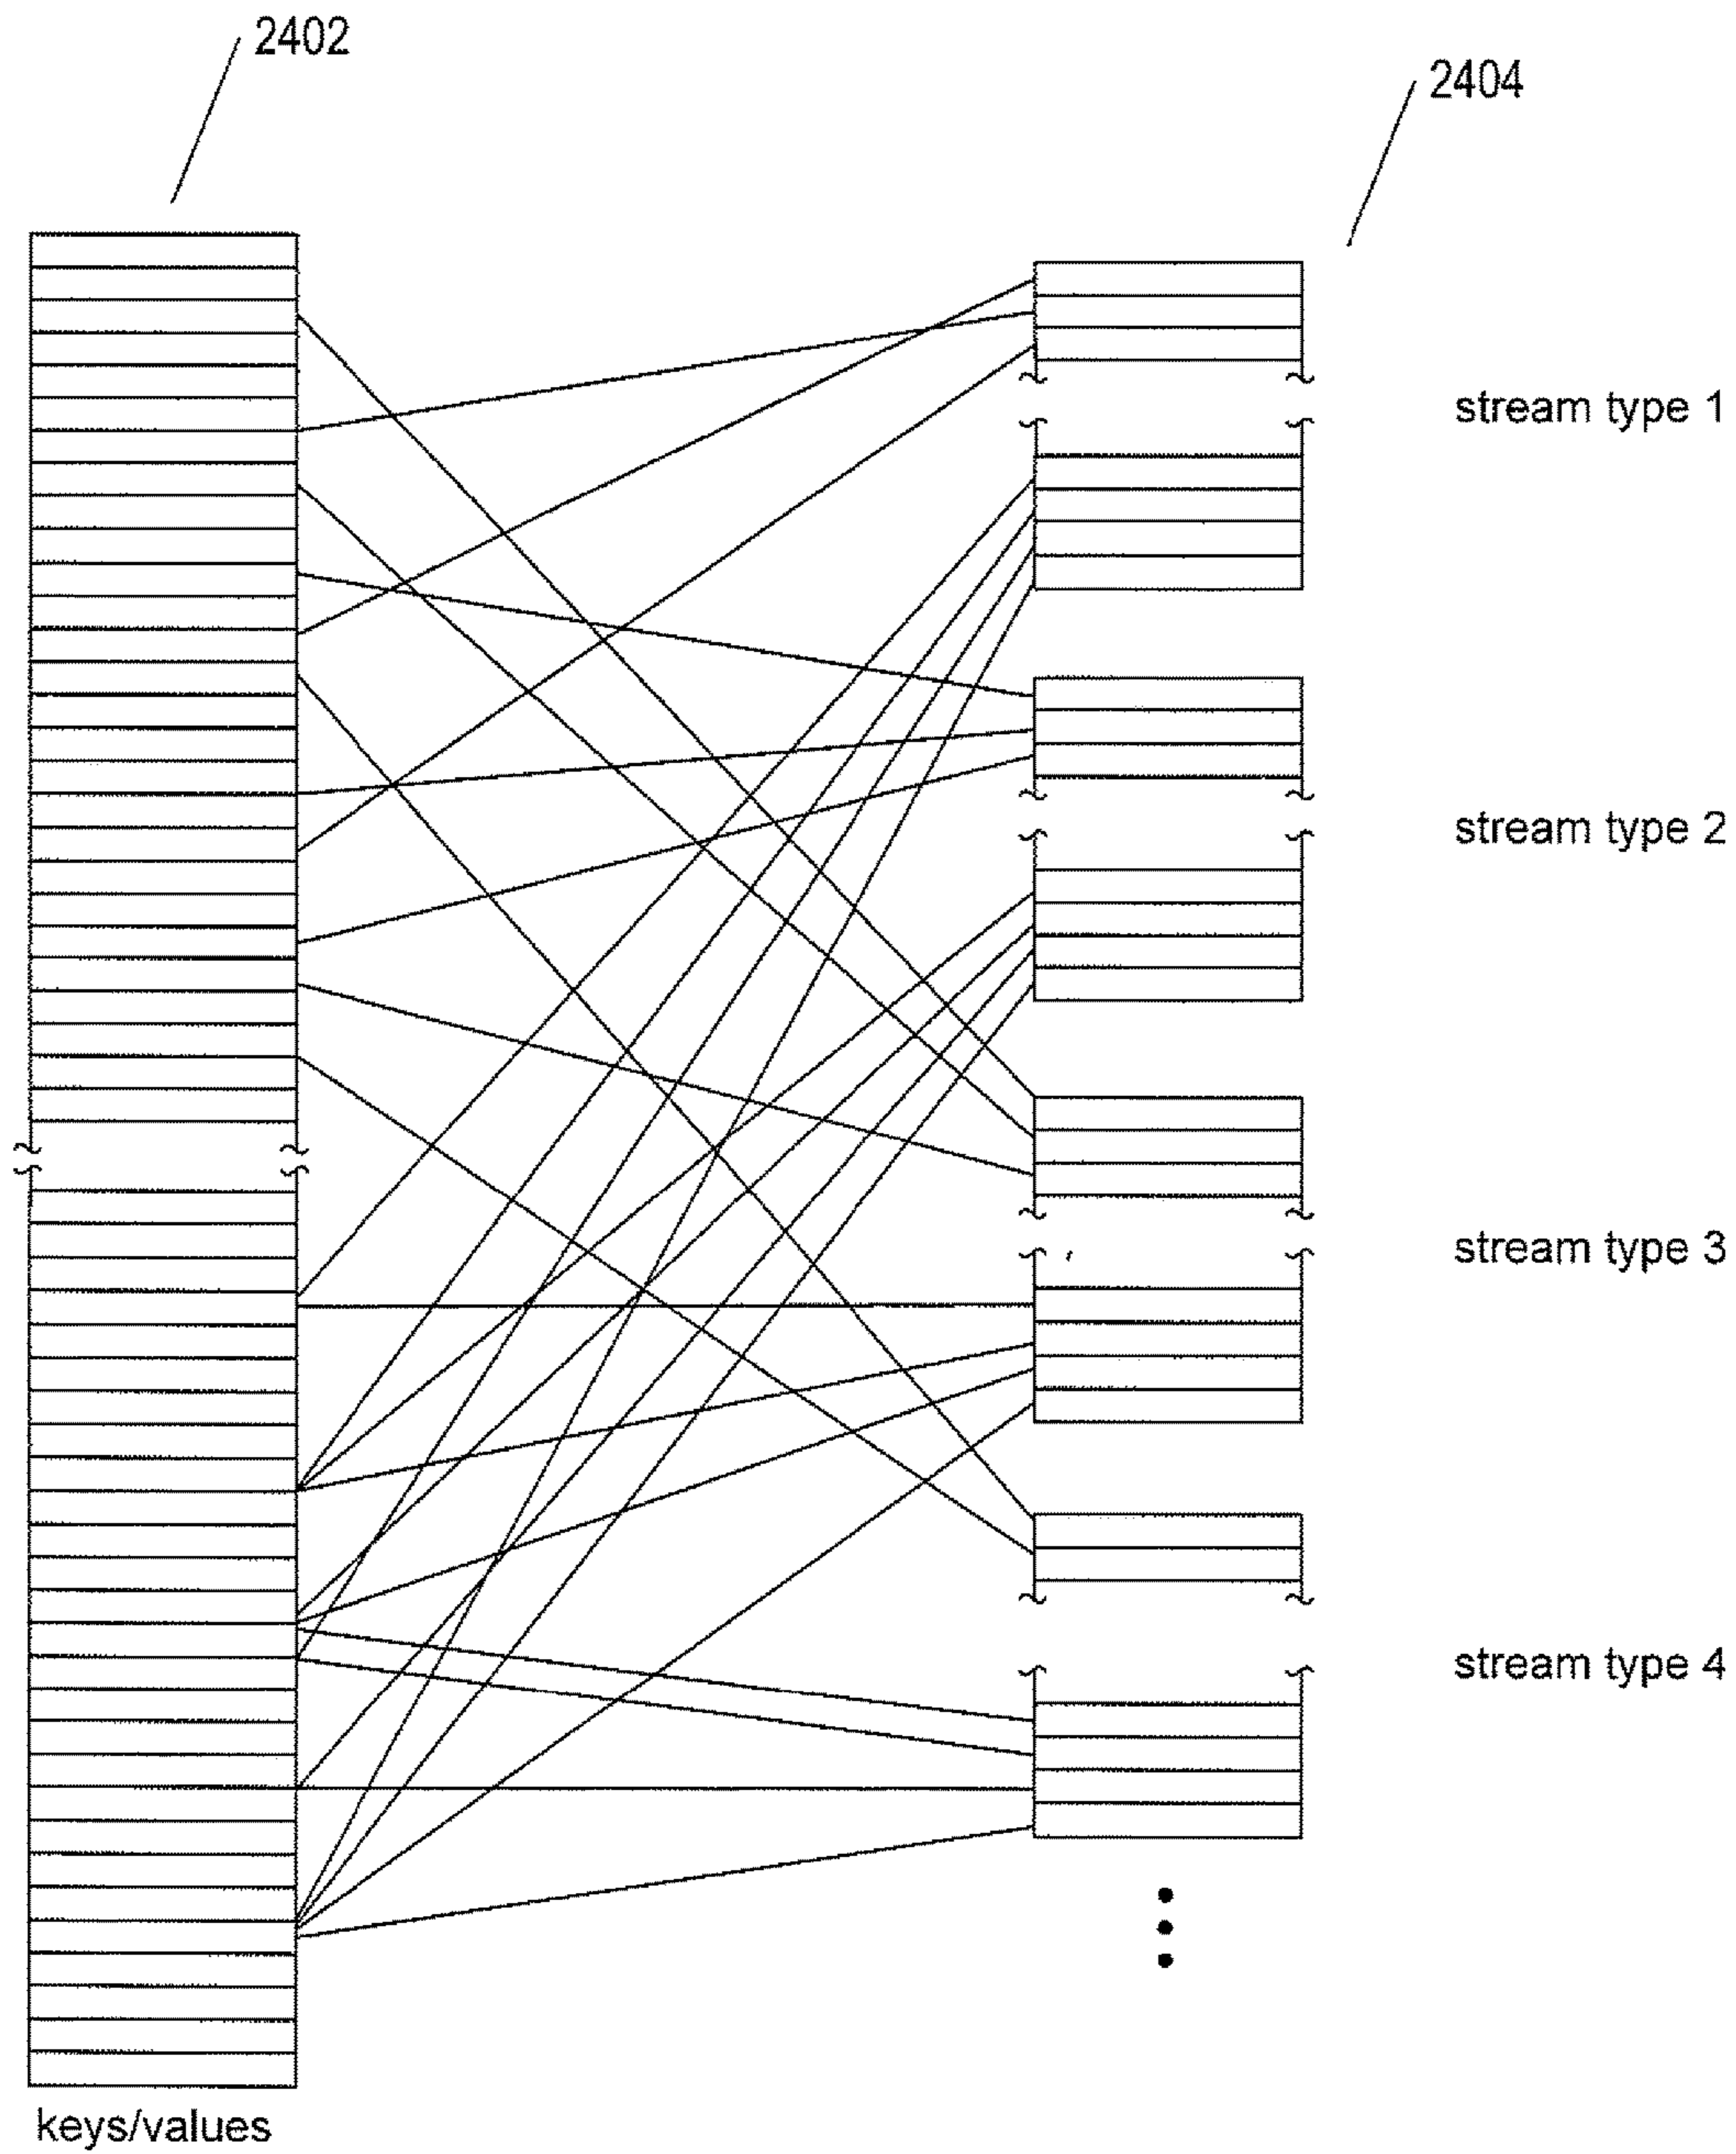 2402
2404
stream type 1
stream type 2
stream type 3
stream type 4
keys/values